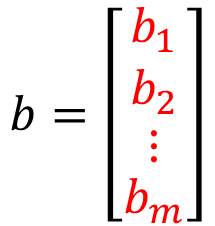 b = [b₁
b₂
⋮
bₘ]